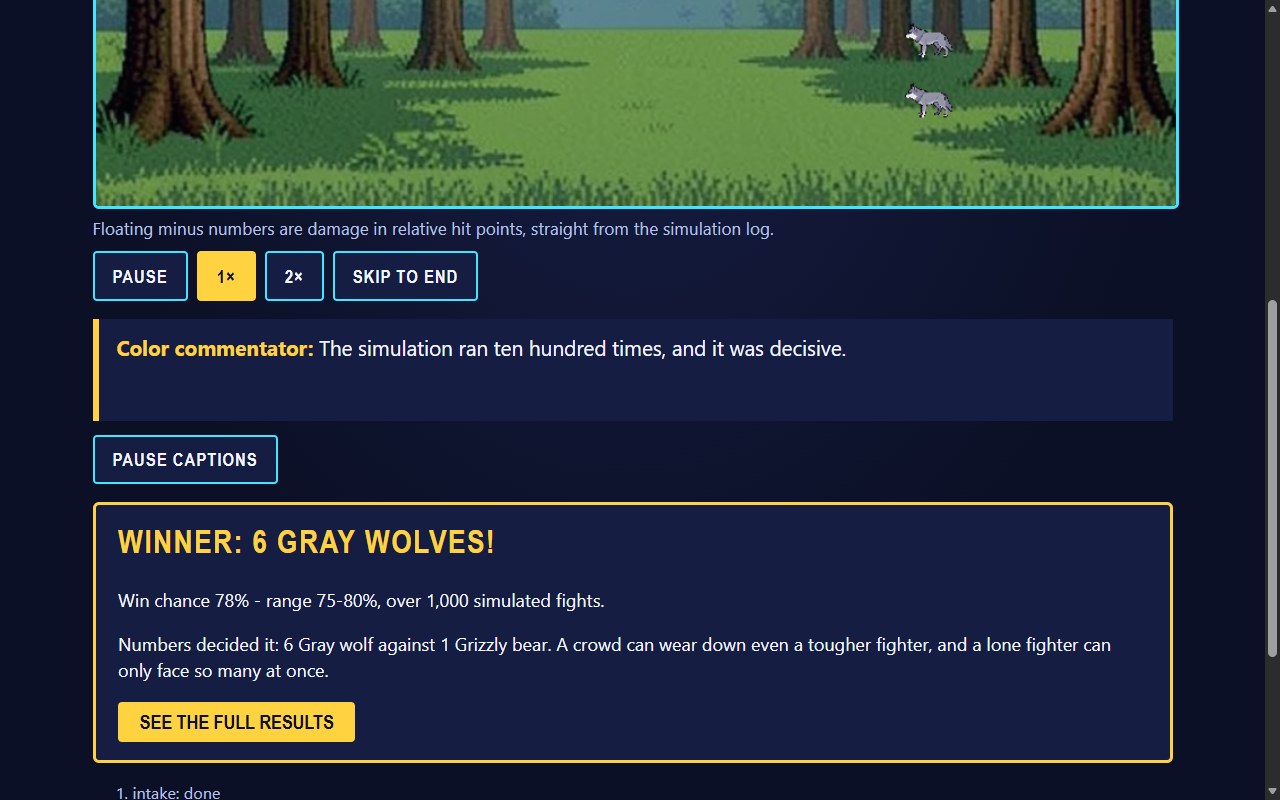 Floating minus numbers are damage in relative hit points, straight from the simulation log.
PAUSE
1×
2×
SKIP TO END
Color commentator: The simulation ran ten hundred times, and it was decisive.
PAUSE CAPTIONS
WINNER: 6 GRAY WOLVES!
Win chance 78% - range 75-80%, over 1,000 simulated fights.
Numbers decided it: 6 Gray wolf against 1 Grizzly bear. A crowd can wear down even a tougher fighter, and a lone fighter can
only face so many at once.
SEE THE FULL RESULTS
1. intake: done